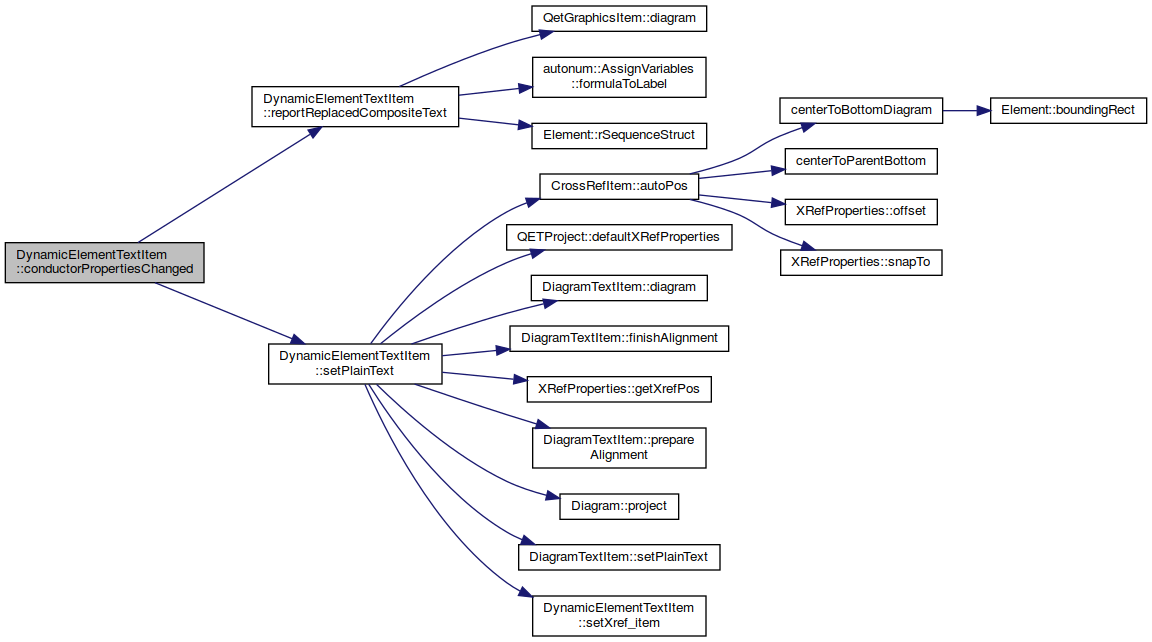 DynamicElementTextItem
::conductorPropertiesChanged
DynamicElementTextItem
::reportReplacedCompositeText
QetGraphicsItem::diagram
autonum::AssignVariables
::formulaToLabel
Element::rSequenceStruct
DynamicElementTextItem
::setPlainText
CrossRefItem::autoPos
centerToBottomDiagram
Element::boundingRect
centerToParentBottom
XRefProperties::offset
XRefProperties::snapTo
QETProject::defaultXRefProperties
DiagramTextItem::diagram
DiagramTextItem::finishAlignment
XRefProperties::getXrefPos
DiagramTextItem::prepare
Alignment
Diagram::project
DiagramTextItem::setPlainText
DynamicElementTextItem
::setXref_item